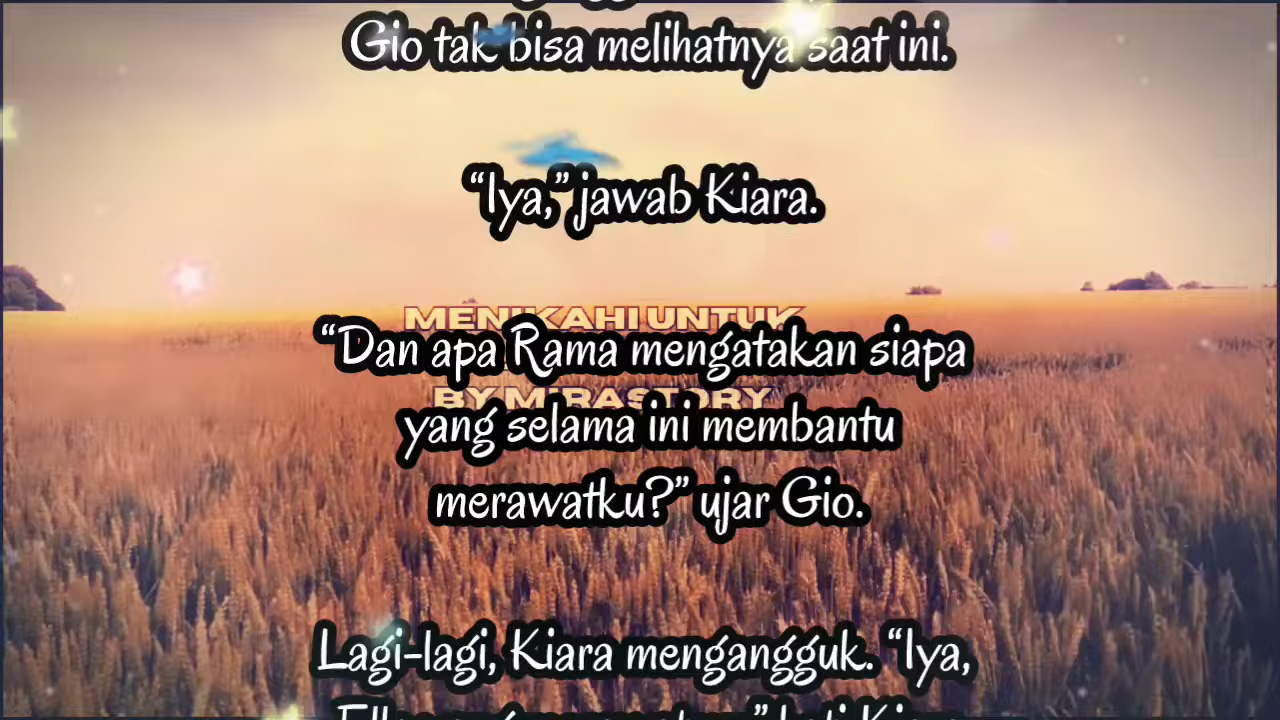 Gio tak bisa melihatnya saat ini.
“Iya,” jawab Kiara.
MENIKAHI UNTUK
“Dan apa Rama mengatakan siapa
BY MIRASTORY
yang selama ini membantu
merawatku?” ujar Gio.
Lagi-lagi, Kiara mengangguk. “Iya,